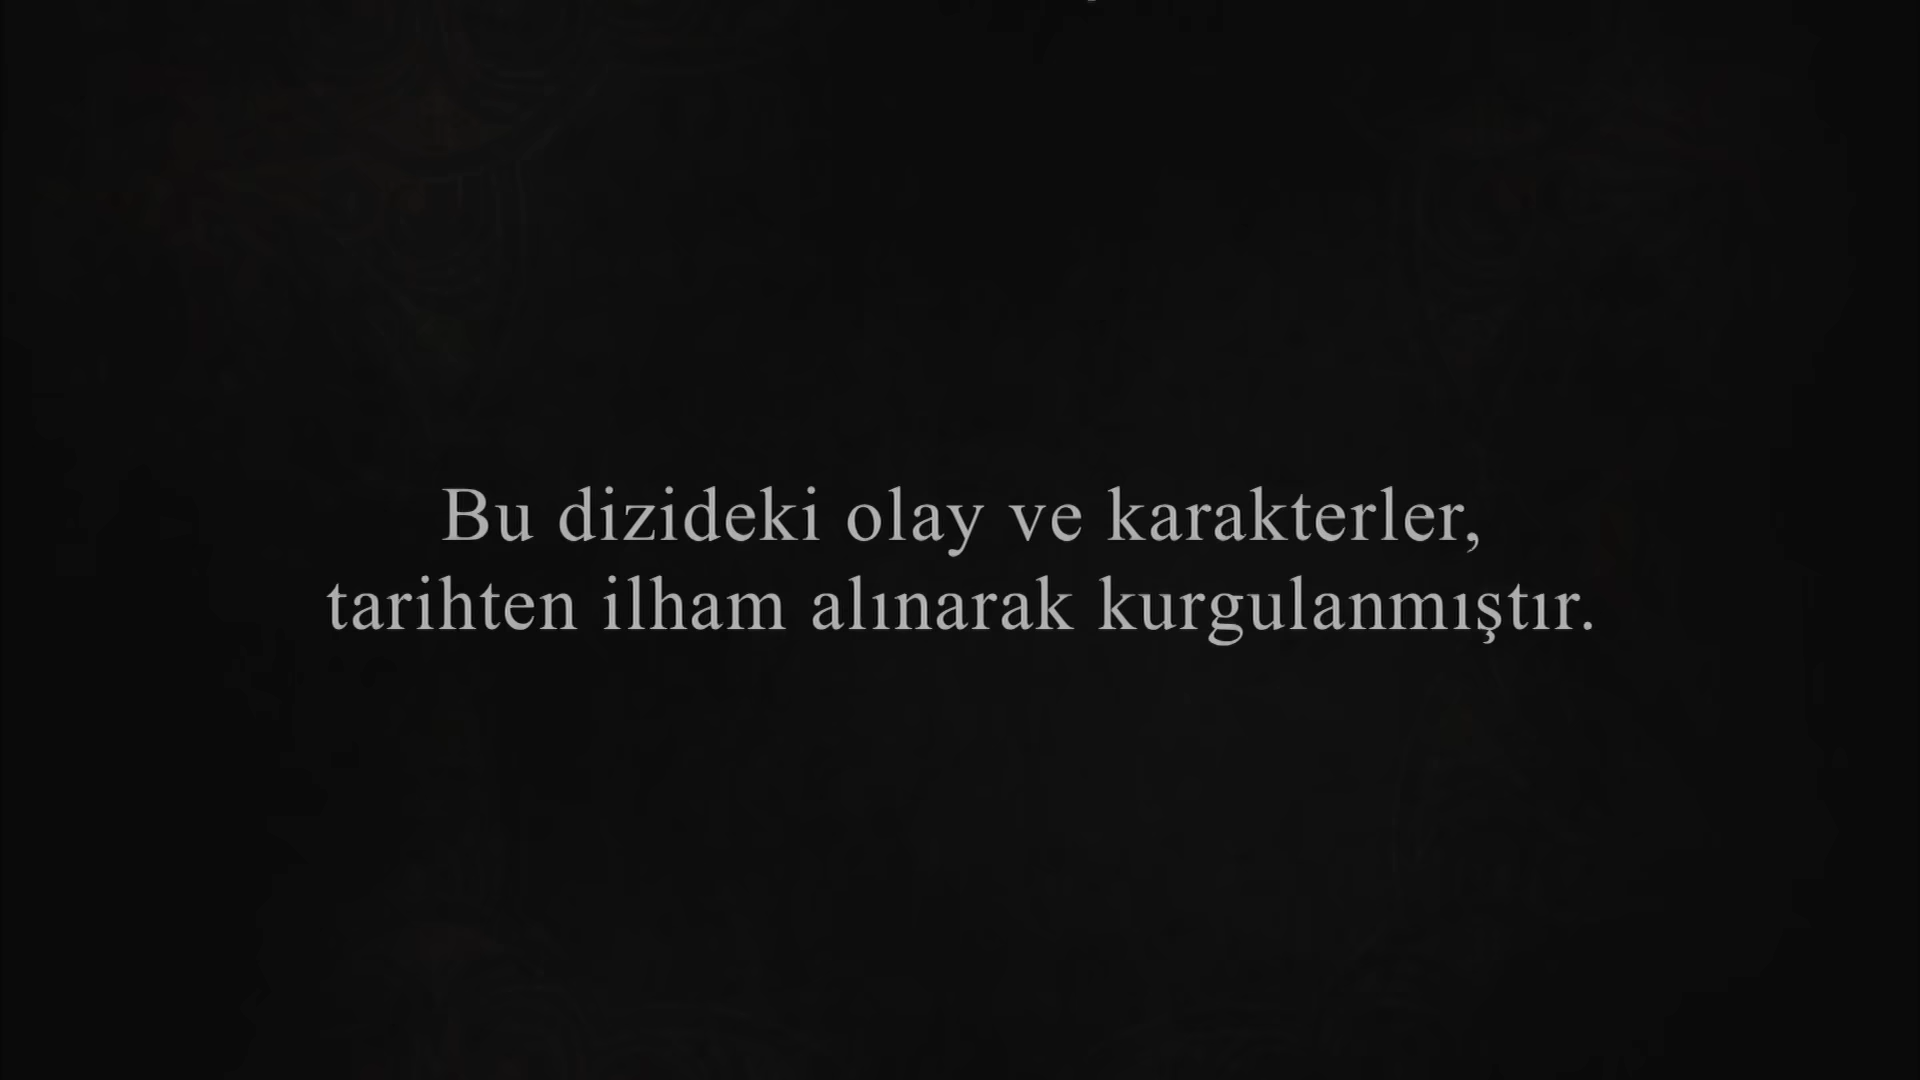 Bu dizideki olay ve karakterler,
tarihten ilham alınarak kurgulanmıştır.